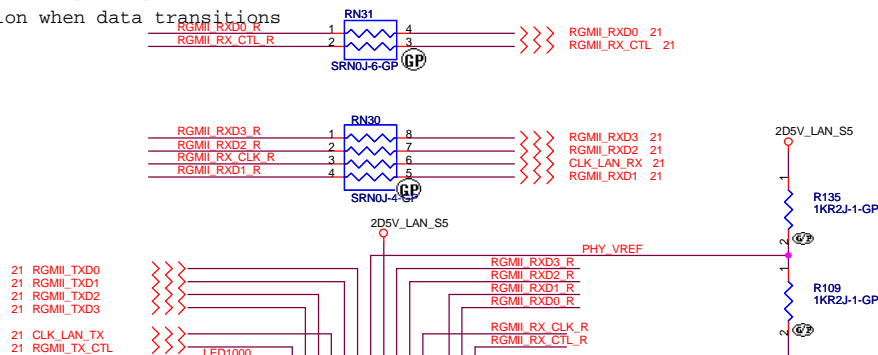 ion when data transitions
RN31
RGMII_RXD0_R 1 4 RGMII_RXD0 21
RGMII_RX_CTL_R 2 3 RGMII_RX_CTL 21
SRN0J-6-GP GP
RN30
RGMII_RXD3_R 1 8 RGMII_RXD3 21
RGMII_RXD2_R 2 7 RGMII_RXD2 21
RGMII_RX_CLK_R 3 6 CLK_LAN_RX 21
RGMII_RXD1_R 4 5 RGMII_RXD1 21
SRN0J-4-GP GP
2D5V_LAN_S5
1
R135
1KR2J-1-GP
2 G/P
2D5V_LAN_S5
PHY_VREF
1
R109
1KR2J-1-GP
2 G/P
RGMII_RXD3_R
RGMII_RXD2_R
RGMII_RXD1_R
RGMII_RXD0_R
RGMII_RX_CLK_R
RGMII_RX_CTL_R
21 RGMII_TXD0
21 RGMII_TXD1
21 RGMII_TXD2
21 RGMII_TXD3
21 CLK_LAN_TX
21 RGMII_TX_CTL
LED1000